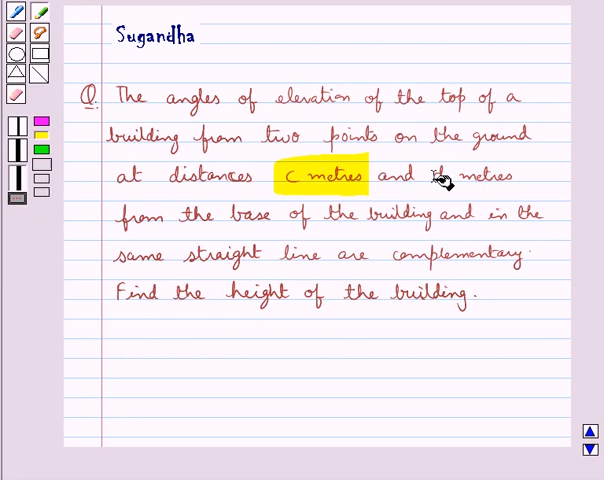 Sugandha
Q. The angles of elevation of the top of a
building from two points on the ground
at distances c metres and metres
from the base of the building and in the
same straight line are complementary.
Find the height of the building.